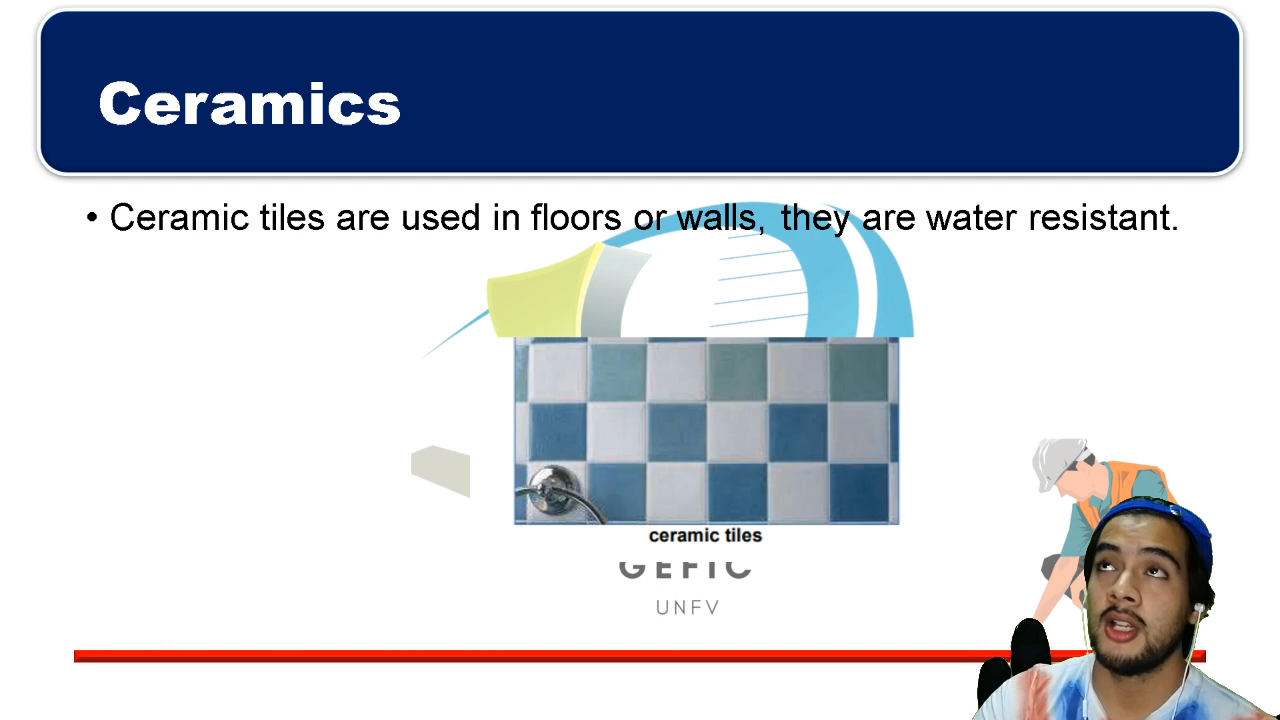 Ceramics
• Ceramic tiles are used in floors or walls, they are water resistant.
ceramic tiles
GEFIC
UNFV